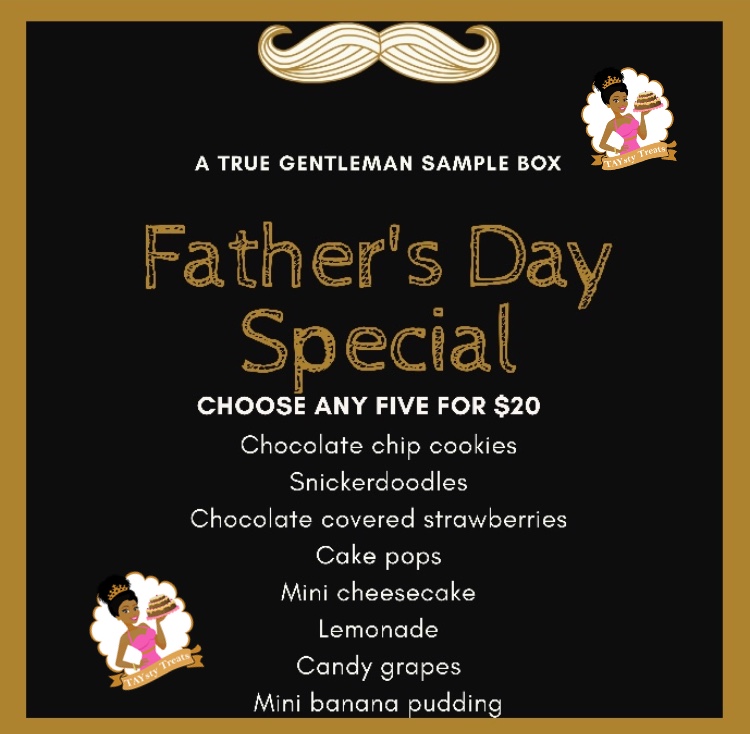 A TRUE GENTLEMAN SAMPLE BOX
TAYsty Treats
Father's Day
Special
CHOOSE ANY FIVE FOR $20
Chocolate chip cookies
Snickerdoodles
Chocolate covered strawberries
Cake pops
Mini cheesecake
Lemonade
Candy grapes
Mini banana pudding
TAYsty Treats